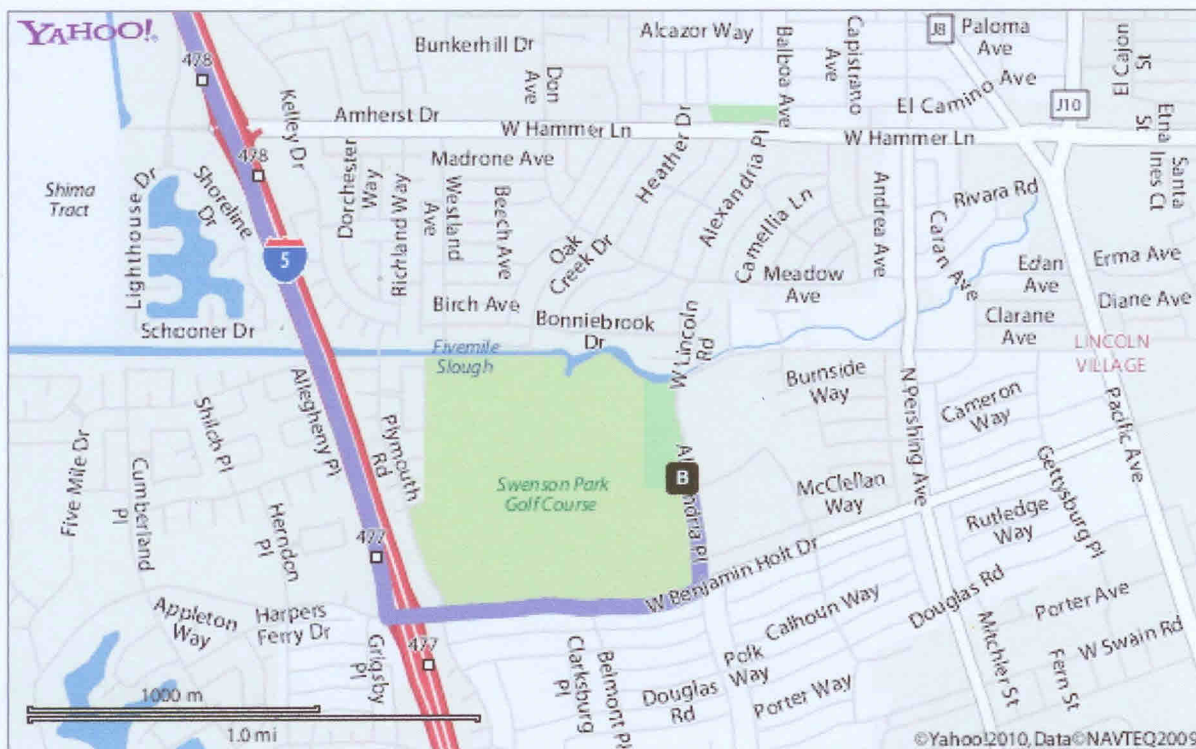 YAHOO!®
478
Kelley Dr
Bunkerhill Dr
Don
Ave
Alcazor Way
Balboa Ave
Capistrano
Ave
J8
Paloma
Ave
El Cajon
St
Amherst Dr
W Hammer Ln
El Camino Ave
J10
Etna
St
W Hammer Ln
478
Shima
Tract
Lighthouse Dr
Shoreline
Dr
Dorchester
Way
Richland Way
Madrone Ave
Westland
Ave
Beech Ave
Oak
Creek Dr
Heather Dr
Alexandria Pl
Camellia Ln
Andrea Ave
Caran Ave
Rivara Rd
Santa
Ines Ct
5
Meadow
Ave
Edan
Ave
Erma Ave
Birch Ave
Bonniebrook
Dr
Diane Ave
Clarane
Ave
Schooner Dr
Fivemile
Slough
W Lincoln
Rd
LINCOLN
VILLAGE
Allegheny Pl
Burnside
Way
N Pershing Ave
Cameron
Way
Pacific Ave
Shilch Pl
Plymouth
Rd
Five Mile Dr
Cumberland
Pl
Herndon
Pl
Swenson Park
Golf Course
B
McClellan
Way
Gettysburg Pl
Rutledge
Way
477
W Benjamin Holt Dr
Appleton
Way
Harpers
Ferry Dr
Grigsby
Pl
477
Clarksburg
Pl
Belmont Pl
Calhoun Way
Douglas Rd
Mitchler St
Porter Ave
Fern St
W Swain Rd
Polk
Way
Douglas
Rd
Porter Way
1000 m
1.0 mi
©Yahoo!2010, Data©NAVTEQ2009